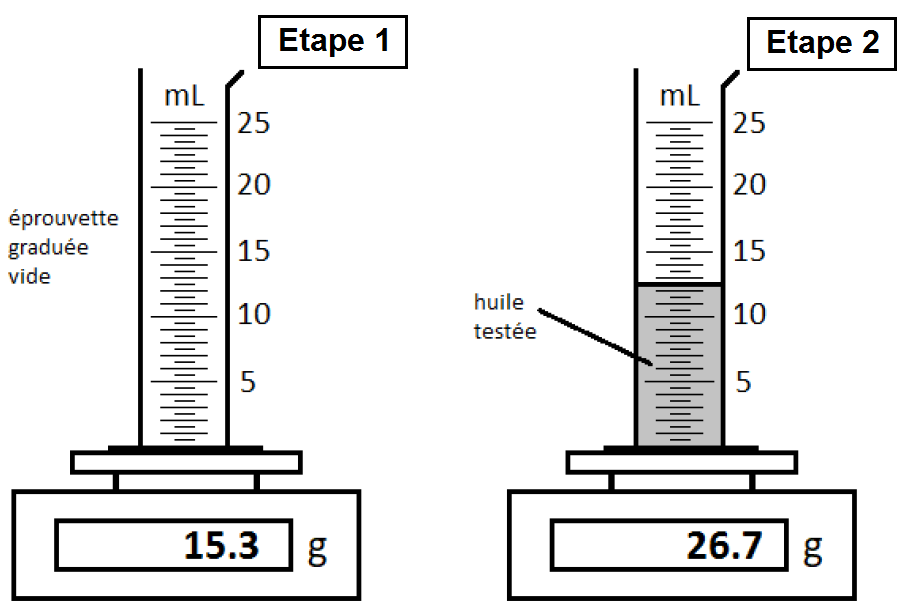 Etape 1
mL
25
20
15
10
5
éprouvette
graduée
vide
15.3 g
Etape 2
mL
25
20
15
10
5
huile
testée
26.7 g